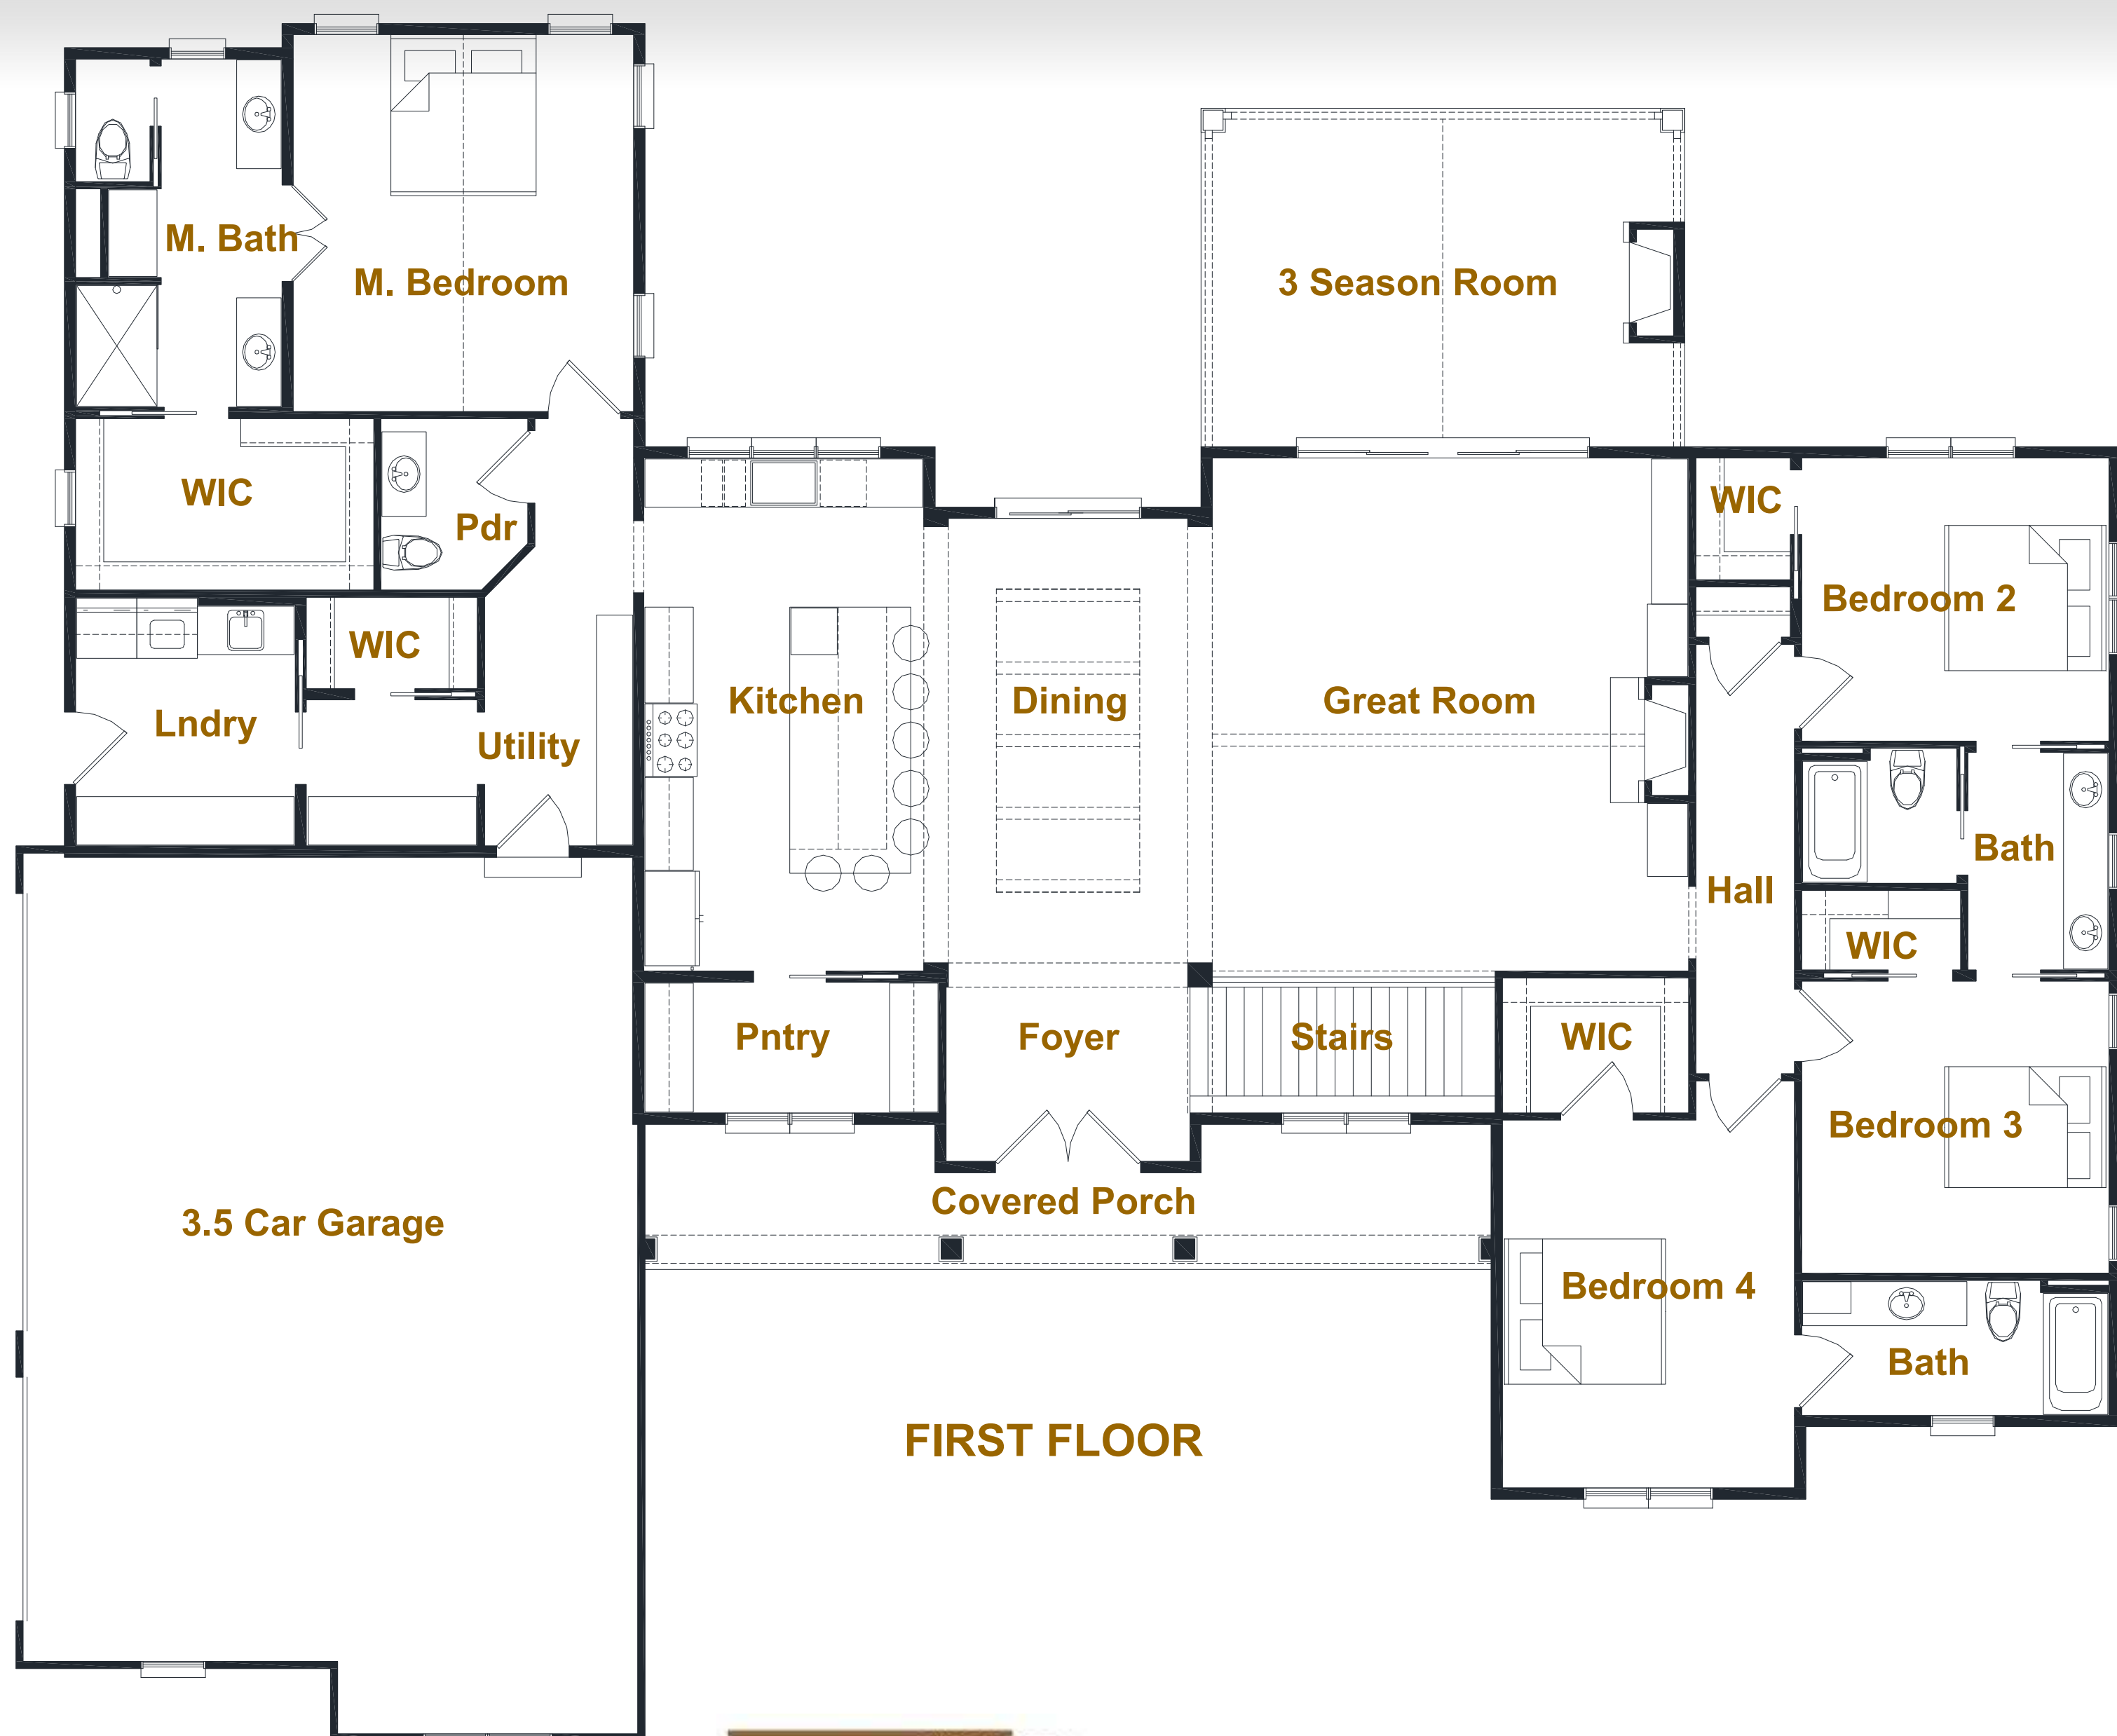 M. Bath
M. Bedroom
3 Season Room
WIC
Pdr
WIC
Bedroom 2
WIC
Lndry
Utility
Kitchen
Dining
Great Room
Bath
Hall
WIC
Pntry
Foyer
Stairs
WIC
Bedroom 3
3.5 Car Garage
Covered Porch
Bedroom 4
Bath
FIRST FLOOR